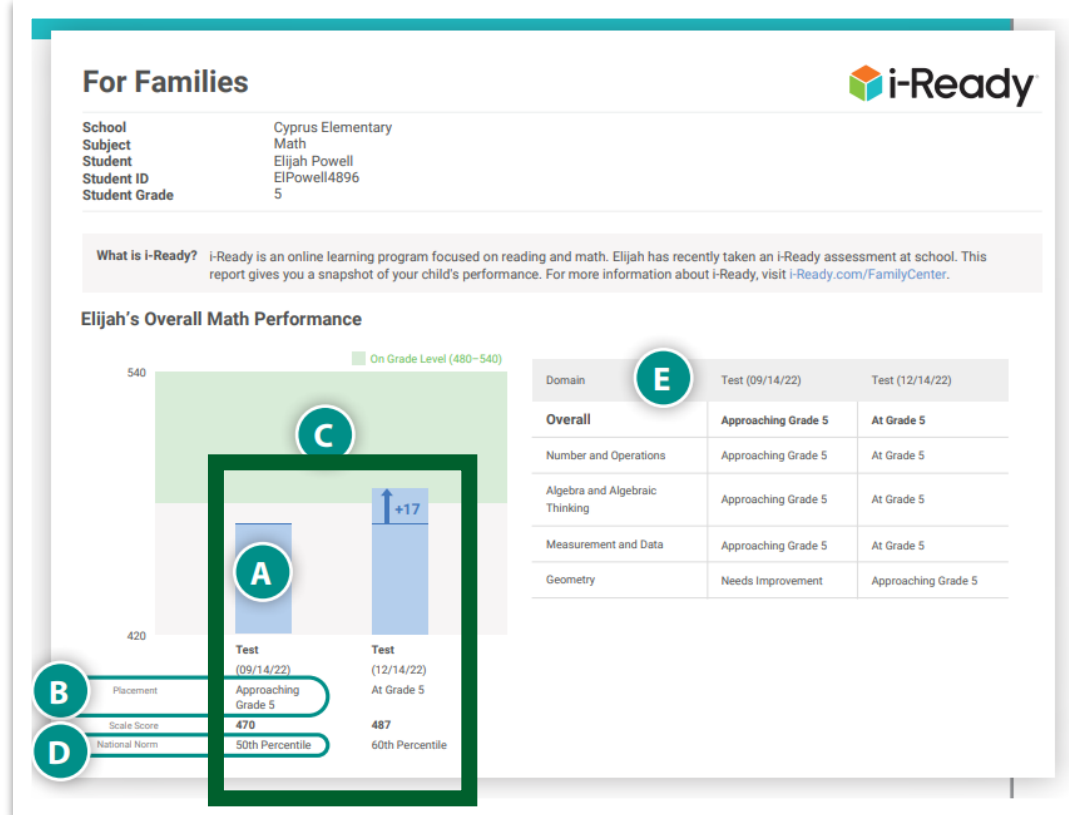 For Families
i-Ready
School Cyprus Elementary
Subject Math
Student Elijah Powell
Student ID ElPowell4896
Student Grade 5
What is i-Ready? i-Ready is an online learning program focused on reading and math. Elijah has recently taken an i-Ready assessment at school. This
report gives you a snapshot of your child's performance. For more information about i-Ready, visit i-Ready.com/FamilyCenter.
Elijah's Overall Math Performance
On Grade Level (480–540)
540
C
+17
A
420
Test Test
(09/14/22) (12/14/22)
B
Placement Approaching At Grade 5
Grade 5
Scale Score 470 487
D
National Norm 50th Percentile 60th Percentile
E
Domain Test (09/14/22) Test (12/14/22)
Overall Approaching Grade 5 At Grade 5
Number and Operations Approaching Grade 5 At Grade 5
Algebra and Algebraic
Thinking Approaching Grade 5 At Grade 5
Measurement and Data Approaching Grade 5 At Grade 5
Geometry Needs Improvement Approaching Grade 5